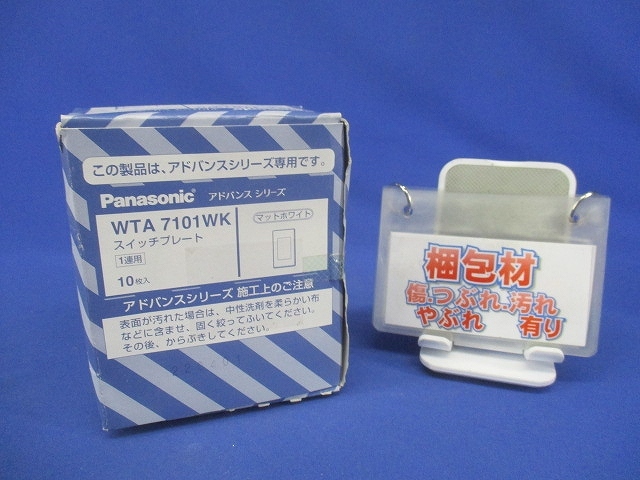 この製品は、アドバンスシリーズ専用です。
Panasonic アドバンス シリーズ
WTA 7101WK
マットホワイト
スイッチプレート
1連用
10枚入
アドバンスシリーズ 施工上のご注意
表面が汚れた場合は、中性洗剤を柔らかい布
などに含ませ、固く絞ってふいてください。
その後、からぶきしてください。
梱包材
傷.つぶれ.汚れ
やぶれ 有り